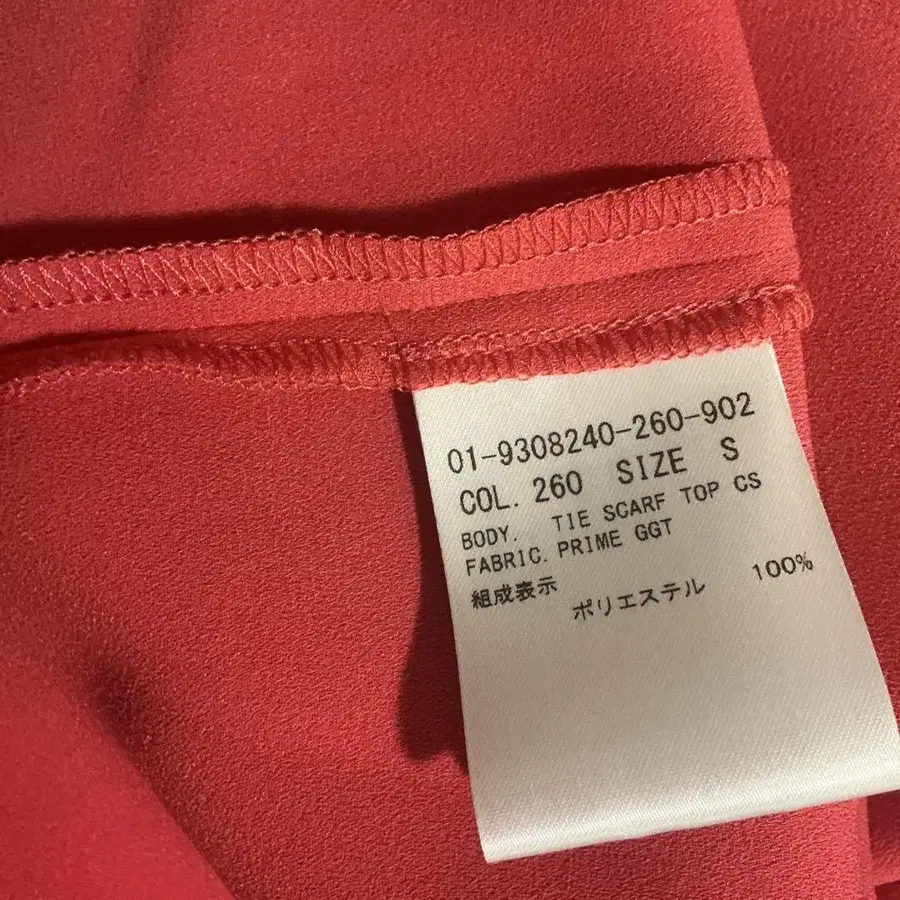 01-9308240-260-902
COL. 260 SIZE S
BODY. TIE SCARF TOP CS
FABRIC. PRIME GGT
組成表示
ポリエステル 100%